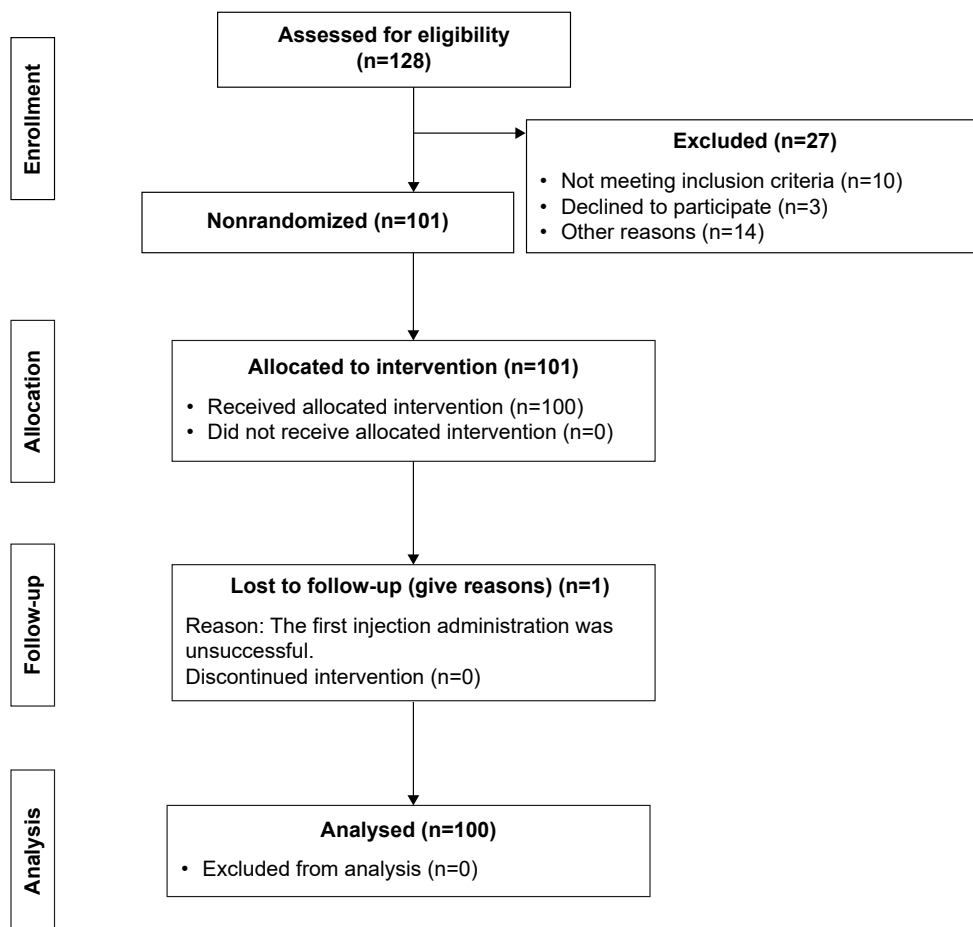 Enrollment
Assessed for eligibility
(n=128)
Excluded (n=27)
• Not meeting inclusion criteria (n=10)
• Declined to participate (n=3)
• Other reasons (n=14)
Nonrandomized (n=101)
Allocation
Allocated to intervention (n=101)
• Received allocated intervention (n=100)
• Did not receive allocated intervention (n=0)
Follow-up
Lost to follow-up (give reasons) (n=1)
Reason: The first injection administration was
unsuccessful.
Discontinued intervention (n=0)
Analysis
Analysed (n=100)
• Excluded from analysis (n=0)